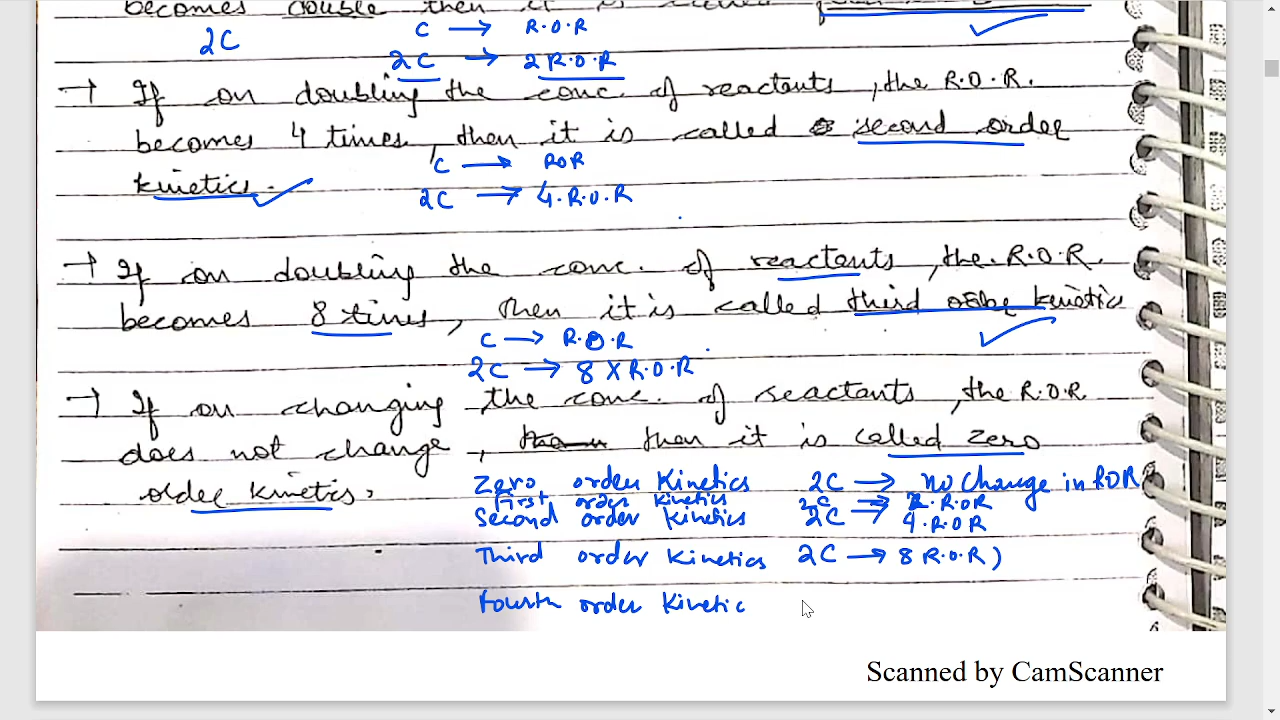 becomes double then it is called
2C
C → R.O.R
2C → 2 R.O.R
→ If on doubling the conc. of reactants, the R.O.R.
becomes 4 times, then it is called second order
C → ROR
kinetics.
2C → 4.R.O.R
→ If on doubling the conc. of reactants, the R.O.R.
becomes 8 times, then it is called third order kinetics
C → R.O.R
2C → 8 X R.O.R
→ If on changing the conc. of reactants, the R.O.R
does not change, then it is called zero
order kinetics.
Zero order Kinetics 2C → no change in ROR
First order kinetics 2C → 2.R.OR
Second order Kinetics 2C → 4.R.O.R
Third order Kinetics 2C → 8 R.O.R)
Fourth order Kinetic
Scanned by CamScanner